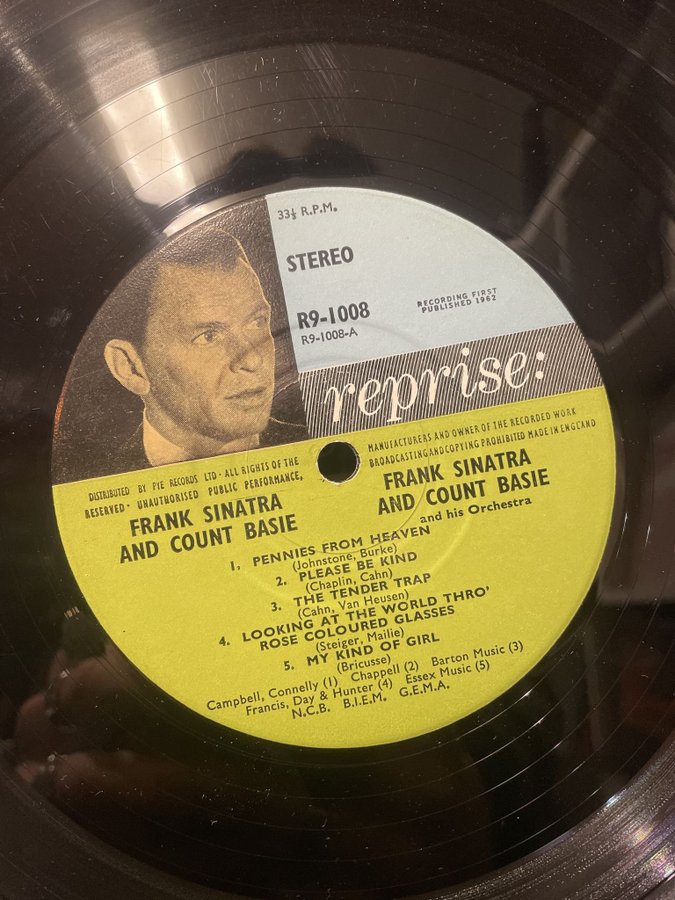 33⅓ R.P.M.
STEREO
R9-1008
R9-1008-A
RECORDING FIRST
PUBLISHED 1962
reprise:
MANUFACTURERS AND OWNER OF THE RECORDED WORK
DISTRIBUTED BY PYE RECORDS LTD · ALL RIGHTS OF THE
RESERVED · UNAUTHORISED PUBLIC PERFORMANCE,
BROADCASTING AND COPYING PROHIBITED MADE IN ENGLAND
FRANK SINATRA
AND COUNT BASIE
FRANK SINATRA
AND COUNT BASIE
and his Orchestra
1. PENNIES FROM HEAVEN
(Johnstone, Burke)
2. PLEASE BE KIND
(Chaplin, Cahn)
3. THE TENDER TRAP
(Cahn, Van Heusen)
4. LOOKING AT THE WORLD THRO'
ROSE COLOURED GLASSES
(Steiger, Mailie)
5. MY KIND OF GIRL
(Bricusse)
Campbell, Connelly (1) Chappell (2) Barton Music (3)
Francis, Day & Hunter (4) Essex Music (5)
N.C.B. B.I.E.M. G.E.M.A.